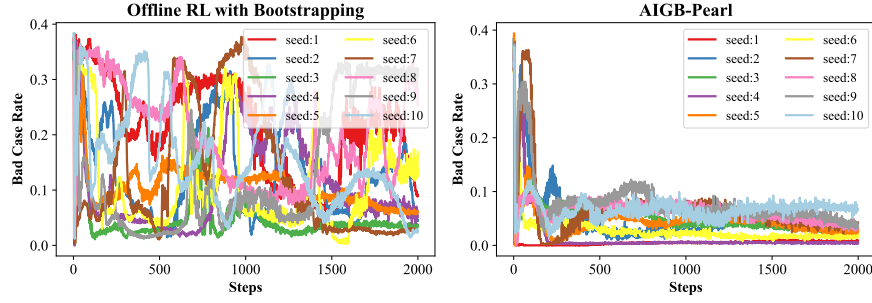 Offline RL with Bootstrapping
Bad Case Rate
0.4
0.3
0.2
0.1
0.0
seed:1
seed:2
seed:3
seed:4
seed:5
seed:6
seed:7
seed:8
seed:9
seed:10
0
500
1000
1500
2000
Steps
AIGB-Pearl
Bad Case Rate
0.4
0.3
0.2
0.1
0.0
seed:1
seed:2
seed:3
seed:4
seed:5
seed:6
seed:7
seed:8
seed:9
seed:10
0
500
1000
1500
2000
Steps